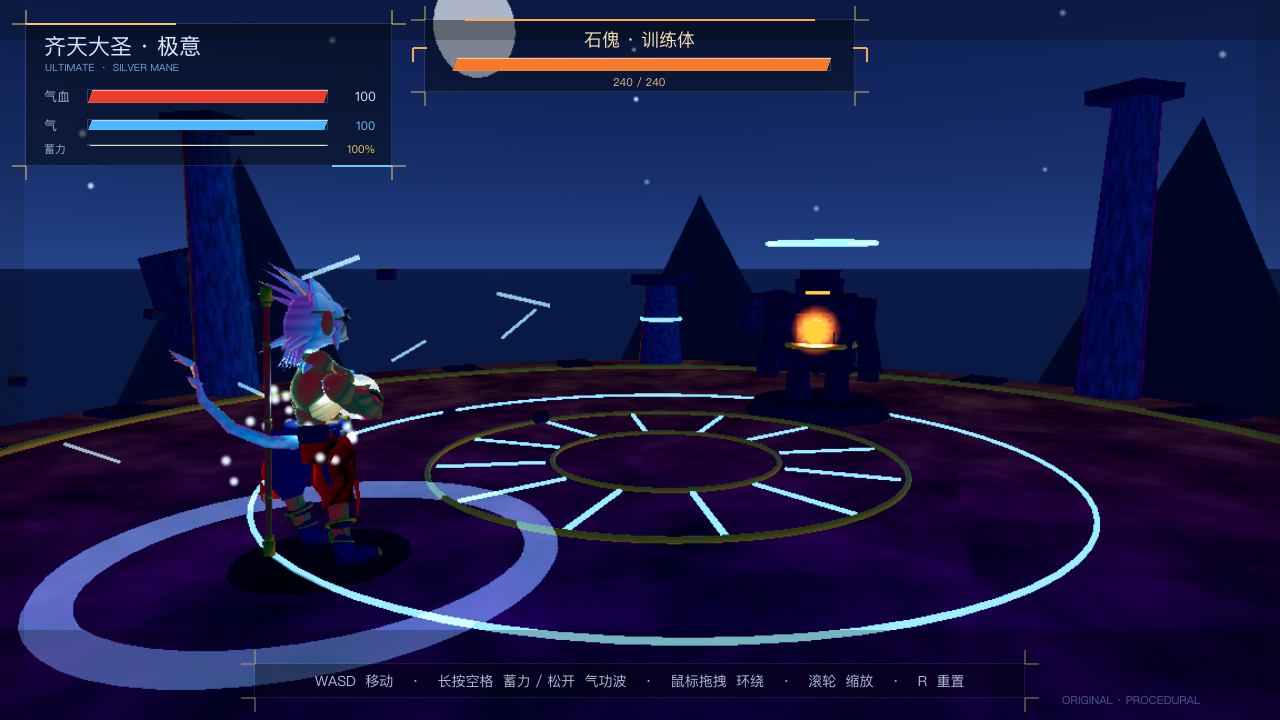 齐天大圣 · 极意
ULTIMATE · SILVER MANE
气血 100
气 100
蓄力 100%
石傀 · 训练体
240 / 240
WASD 移动 · 长按空格 蓄力 / 松开 气功波 · 鼠标拖拽 环绕 · 滚轮 缩放 · R 重置
ORIGINAL · PROCEDURAL